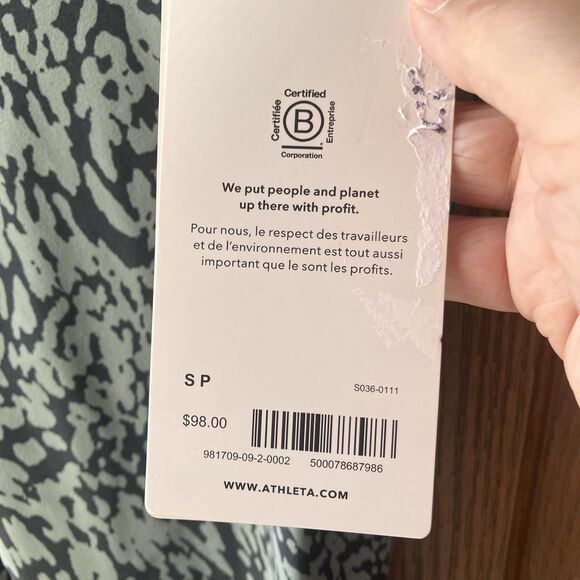 Certified
Certifiée
B
Entreprise
Corporation
We put people and planet
up there with profit.
Pour nous, le respect des travailleurs
et de l'environnement est tout aussi
important que le sont les profits.
S P
S036-0111
$98.00
981709-09-2-0002 500078687986
WWW.ATHLETA.COM